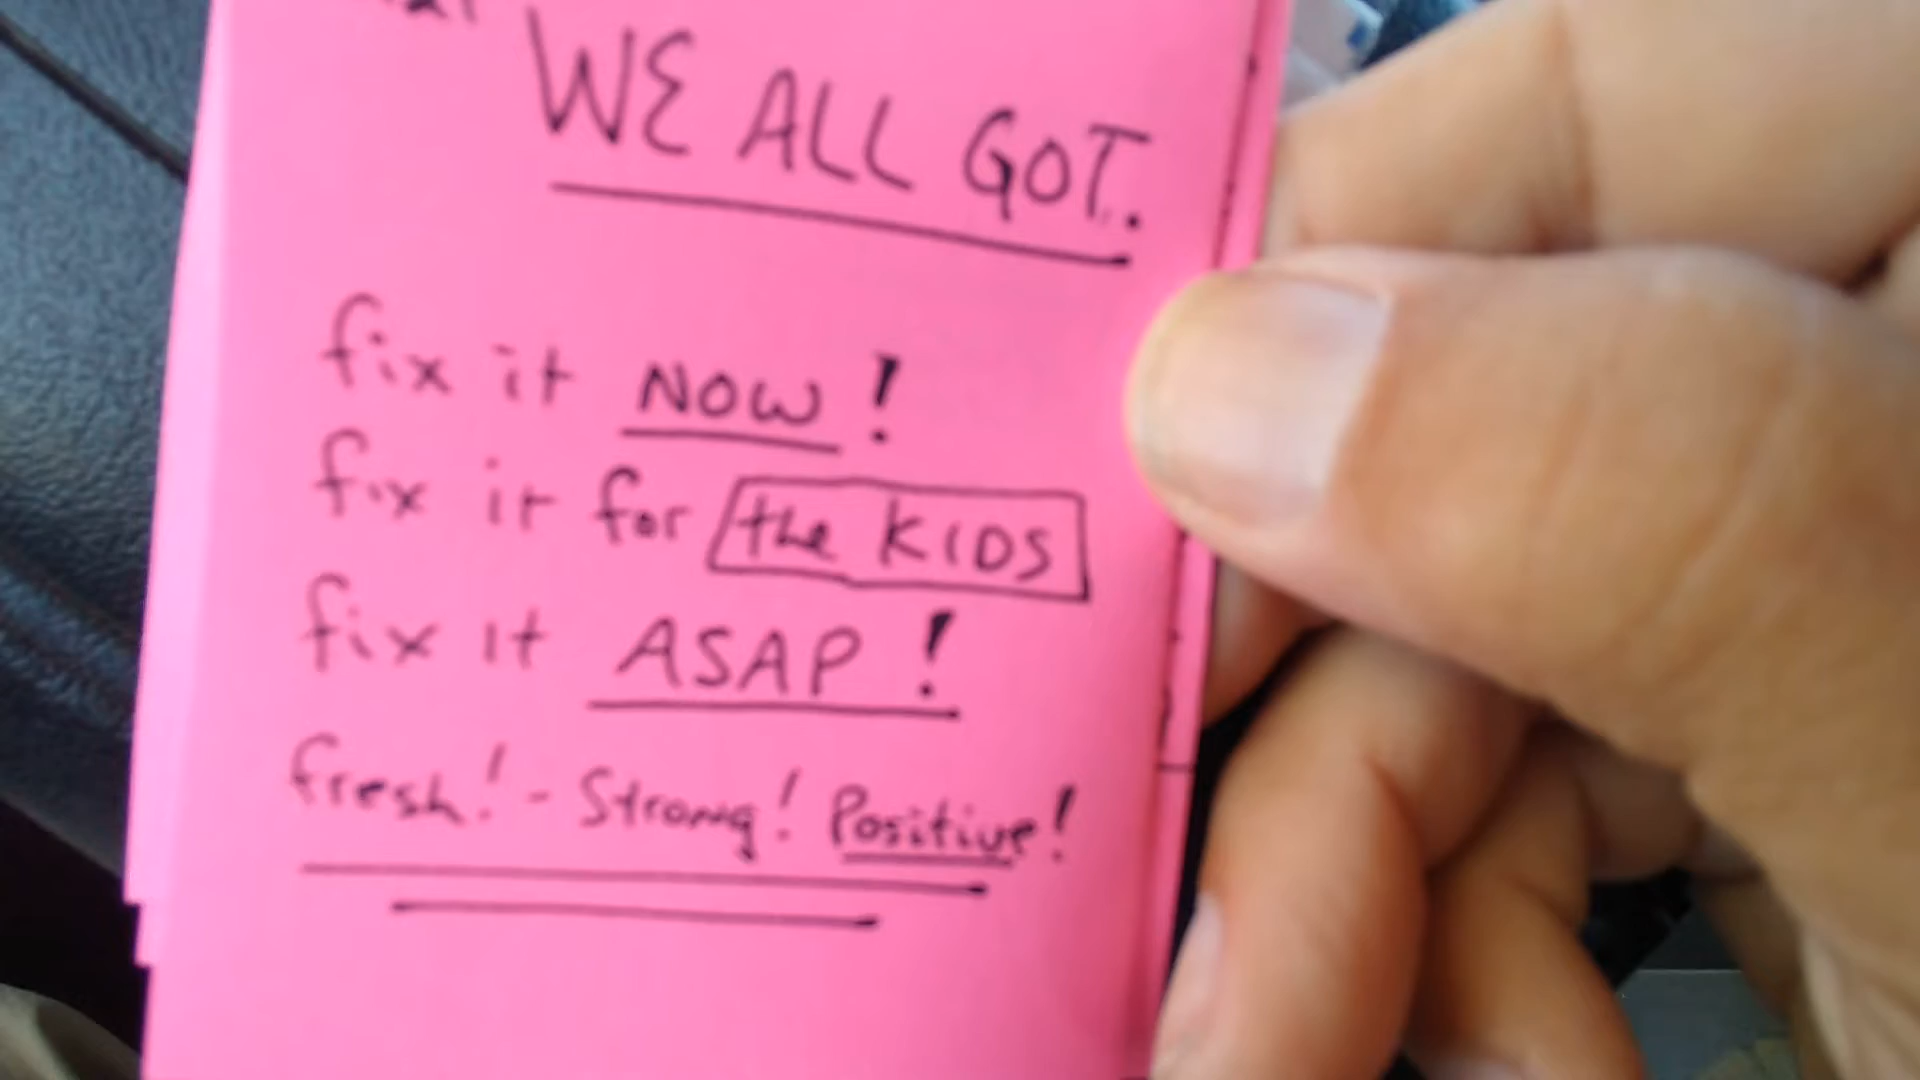 WE ALL GOT.
fix it NOW!
fix it for the KIDS
fix it ASAP!
fresh! - Strong! Positive!